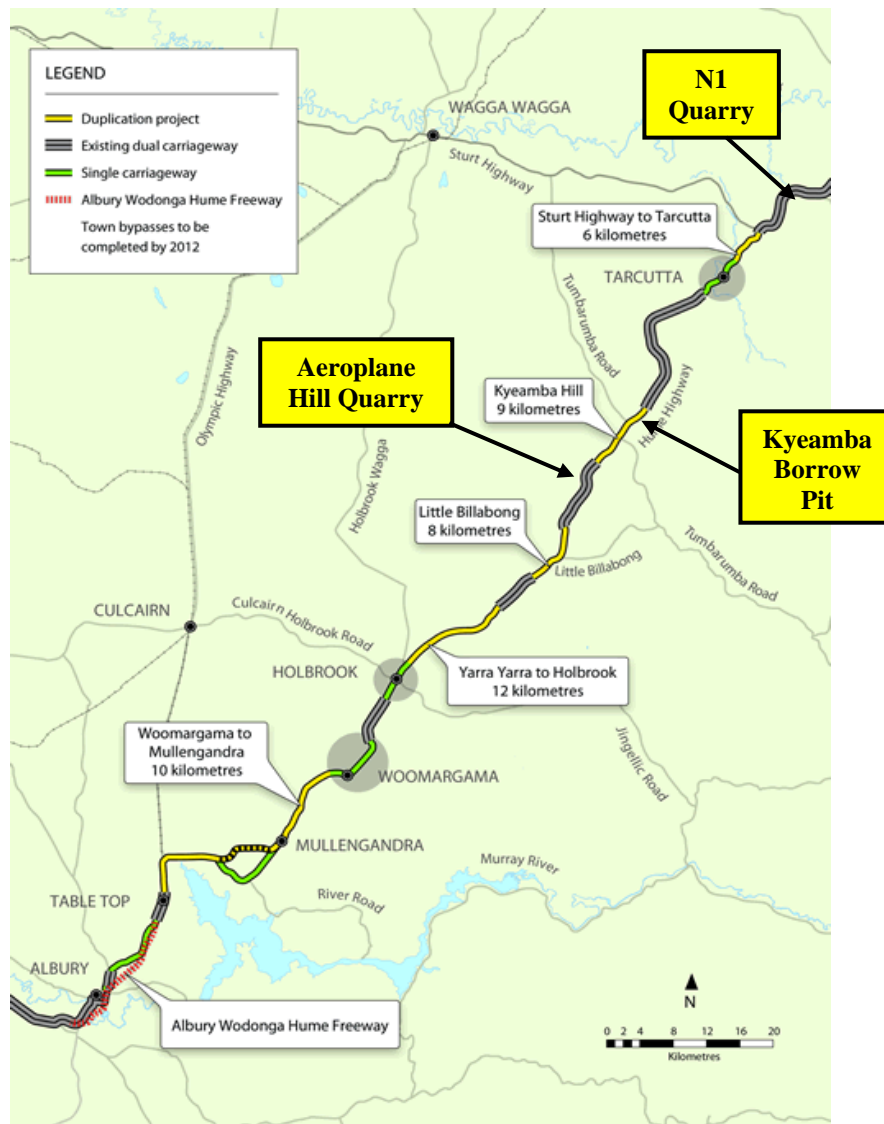 LEGEND
Duplication project
Existing dual carriageway
Single carriageway
Albury Wodonga Hume Freeway
Town bypasses to be
completed by 2012
N1
Quarry
WAGGA WAGGA
Sturt Highway
Sturt Highway to Tarcutta
6 kilometres
TARCUTTA
Tumbarumba Road
Olympic Highway
Aeroplane
Hill Quarry
Kyeamba Hill
9 kilometres
Hume Highway
Kyeamba
Borrow
Pit
Holbrook Wagga
Little Billabong
8 kilometres
Little Billabong
Tumbarumba Road
CULCAIRN
Culcairn Holbrook Road
HOLBROOK
Yarra Yarra to Holbrook
12 kilometres
Woomargama to
Mullengandra
10 kilometres
Jingellic Road
WOOMARGAMA
MULLENGANDRA
Murray River
River Road
TABLE TOP
ALBURY
Albury Wodonga Hume Freeway
N
0 2 4 8 12 16 20
Kilometres